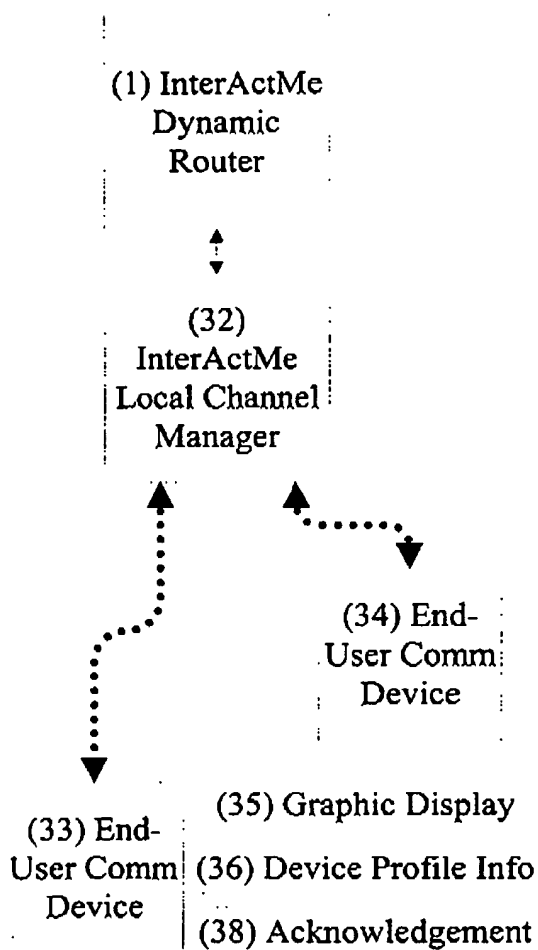 (1) InterActMe
Dynamic
Router
(32)
InterActMe
Local Channel
Manager
(34) End-
User Comm
Device
(33) End-
User Comm
Device
(35) Graphic Display
(36) Device Profile Info
(38) Acknowledgement